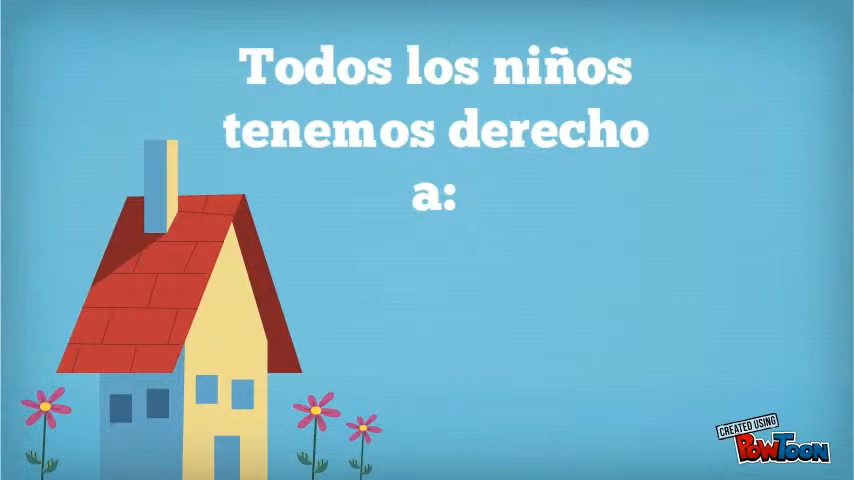 Todos los niños
tenemos derecho
a:
CREATED USING
POWTOON